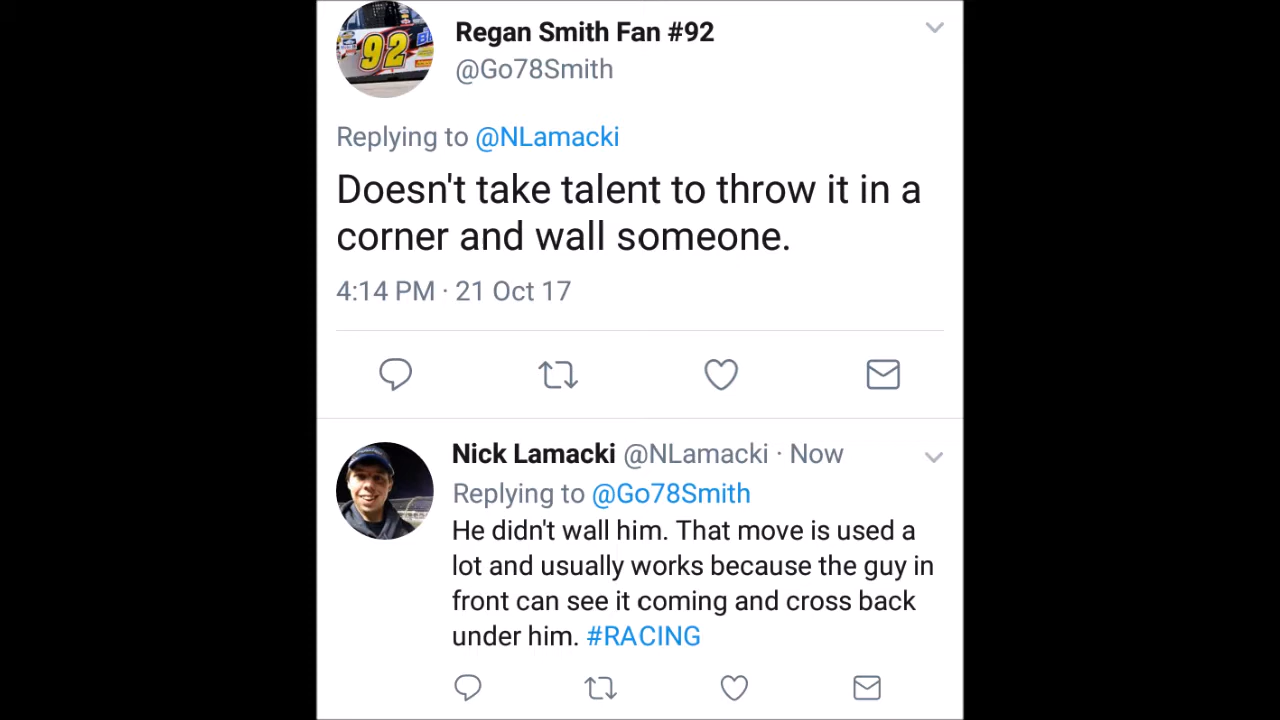 92
Regan Smith Fan #92
@Go78Smith
Replying to @NLamacki
Doesn't take talent to throw it in a
corner and wall someone.
4:14 PM · 21 Oct 17
Nick Lamacki @NLamacki · Now
Replying to @Go78Smith
He didn't wall him. That move is used a
lot and usually works because the guy in
front can see it coming and cross back
under him. #RACING